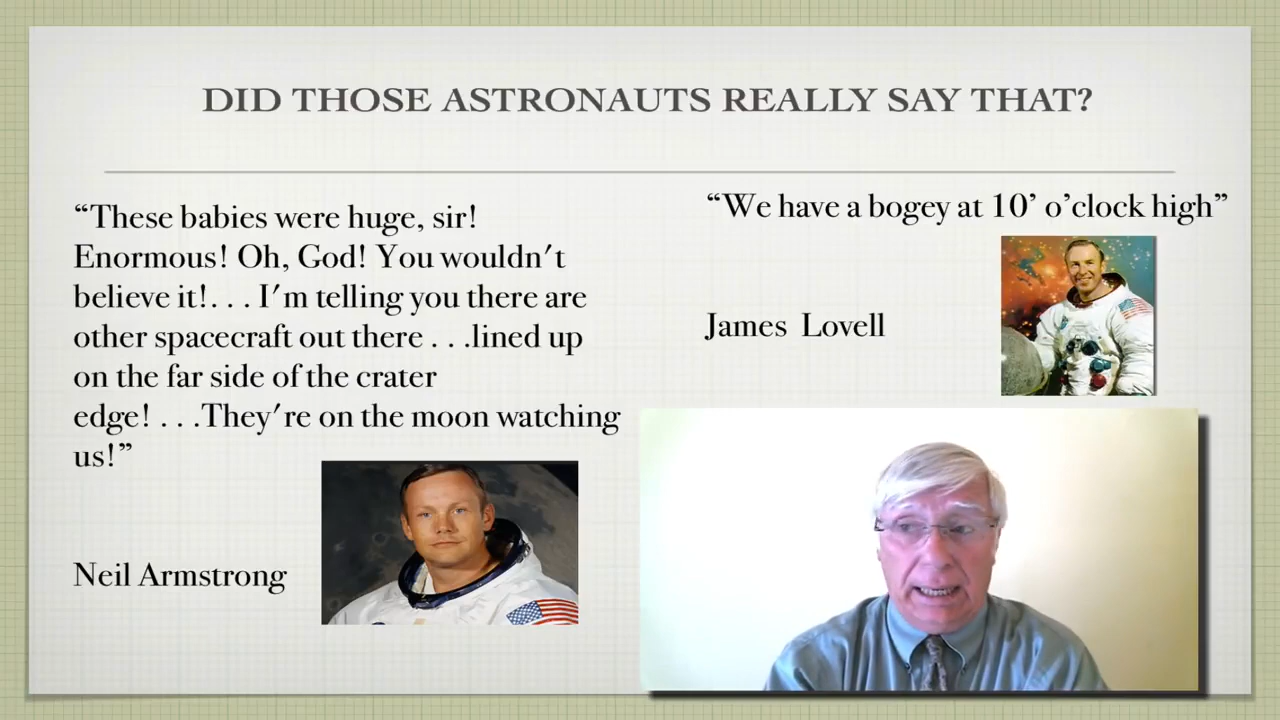 DID THOSE ASTRONAUTS REALLY SAY THAT?
“These babies were huge, sir!
Enormous! Oh, God! You wouldn't
believe it!. . . I'm telling you there are
other spacecraft out there . . .lined up
on the far side of the crater
edge! . . .They're on the moon watching
us!”
Neil Armstrong
“We have a bogey at 10’ o’clock high”
James Lovell